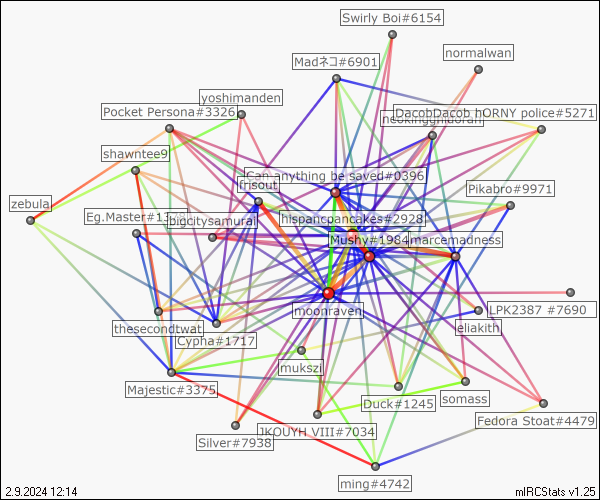 Swirly Boi#6154
normalwan
Madネコ#6901
yoshimanden
Pocket Persona#3326
DacobDacob
hORNY police#5271
shawntee9
Can anything be saved#0396
frisout
Pikabro#9971
zebula
Eg.Master#13
bigcitysamurai
hispancpancakes#2928
Mushy#1984
marcemadness
moonraven
LPK2387 #7690
thesecondtwat
eliakith
Cypha#1717
mukszi
Majestic#3375
somass
Duck#1245
Fedora Stoat#4479
JKOUYH VIII#7034
Silver#7938
ming#4742
2.9.2024 12:14
mIRCStats v1.25